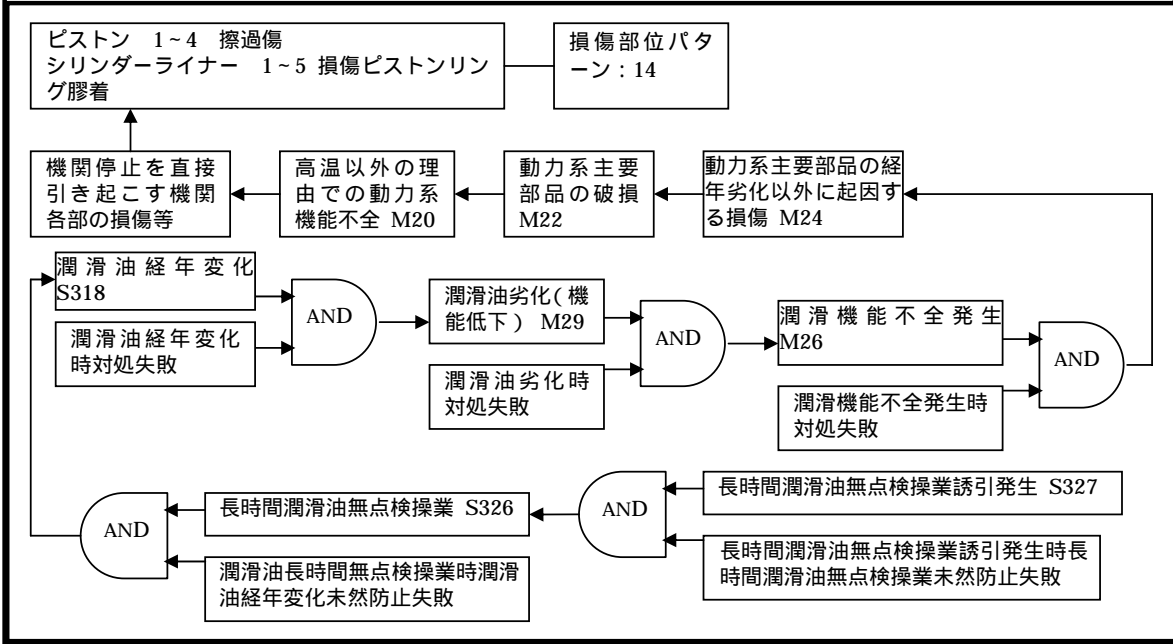 ピストン 1~4 擦過傷
シリンダーライナー 1~5 損傷ピストンリン
グ膠着
損傷部位パタ
ーン：14
機関停止を直接
引き起こす機関
各部の損傷等
高温以外の理
由での動力系
機能不全 M20
動力系主要
部品の破損
M22
動力系主要部品の経
年劣化以外に起因す
る損傷 M24
潤滑油経年変化
S318
潤滑油経年変化
時対処失敗
AND
潤滑油劣化(機
能低下) M29
潤滑油劣化時
対処失敗
AND
潤滑機能不全発生
M26
潤滑機能不全発生時
対処失敗
AND
AND
長時間潤滑油無点検操業 S326
潤滑油長時間無点検操業時潤滑
油経年変化未然防止失敗
AND
長時間潤滑油無点検操業誘引発生 S327
長時間潤滑油無点検操業誘引発生時長
時間潤滑油無点検操業未然防止失敗